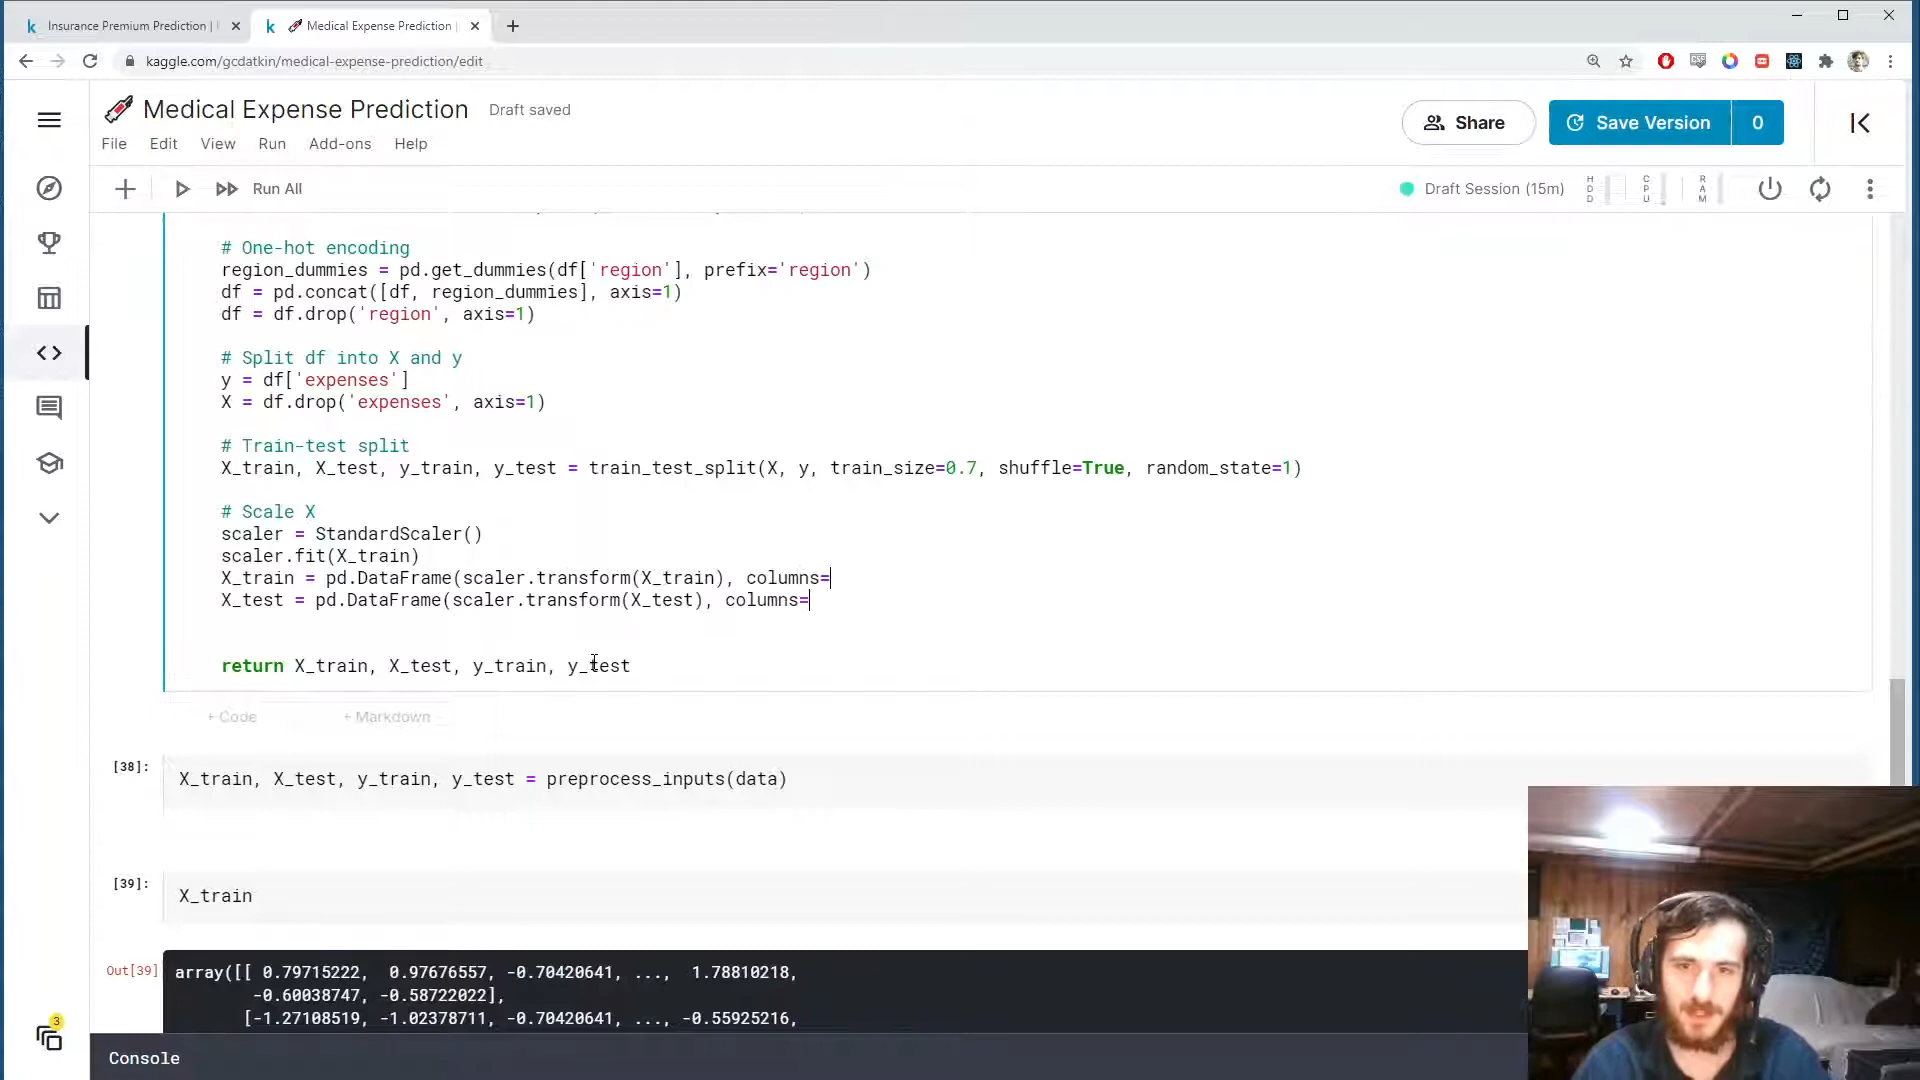 Insurance Premium Prediction |
Medical Expense Prediction |
kaggle.com/gcdatkin/medical-expense-prediction/edit
Medical Expense Prediction
Draft saved
Share
Save Version
0
File Edit View Run Add-ons Help
Run All
Draft Session (15m)
HDD
CPU
RAM
# One-hot encoding
region_dummies = pd.get_dummies(df['region'], prefix='region')
df = pd.concat([df, region_dummies], axis=1)
df = df.drop('region', axis=1)
# Split df into X and y
y = df['expenses']
X = df.drop('expenses', axis=1)
# Train-test split
X_train, X_test, y_train, y_test = train_test_split(X, y, train_size=0.7, shuffle=True, random_state=1)
# Scale X
scaler = StandardScaler()
scaler.fit(X_train)
X_train = pd.DataFrame(scaler.transform(X_train), columns=
X_test = pd.DataFrame(scaler.transform(X_test), columns=
return X_train, X_test, y_train, y_test
+ Code + Markdown
[38]:
X_train, X_test, y_train, y_test = preprocess_inputs(data)
[39]:
X_train
Out[39]
array([[ 0.79715222, 0.97676557, -0.70420641, ..., 1.78810218,
-0.60038747, -0.58722022],
[-1.27108519, -1.02378711, -0.70420641, ..., -0.55925216,
3
Console